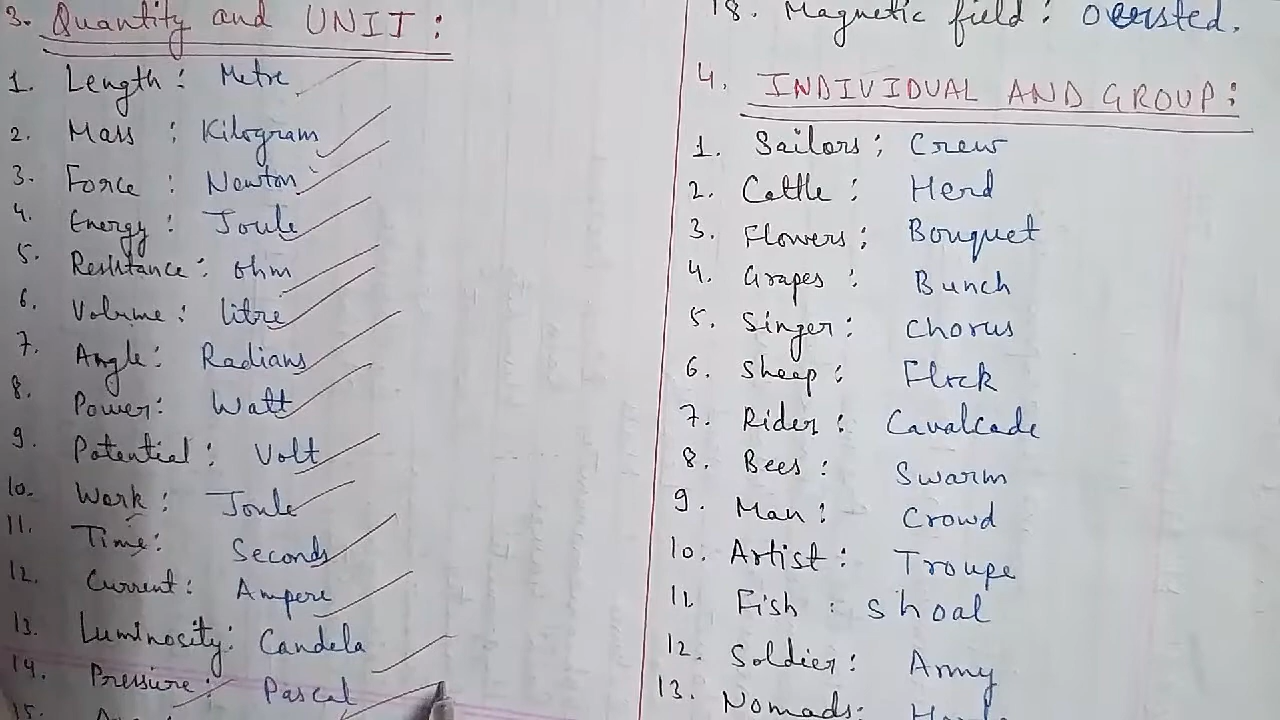 3. Quantity and UNIT:
1. Length: Metre
2. Mass: Kilogram
3. Force: Newton
4. Energy: Joule
5. Resistance: ohm
6. Volume: litre
7. Angle: Radians
8. Power: Watt
9. Potential: Volt
10. Work: Joule
11. Time: Seconds
12. Current: Ampere
13. Luminosity: Candela
14. Pressure: Pascal
15.
18. Magnetic field: Oersted.
4. INDIVIDUAL AND GROUP:
1. Sailors: Crew
2. Cattle: Herd
3. Flowers: Bouquet
4. Grapes: Bunch
5. Singer: Chorus
6. Sheep: Flock
7. Rider: Cavalcade
8. Bees: Swarm
9. Man: Crowd
10. Artist: Troupe
11. Fish: Shoal
12. Soldier: Army
13. Nomads: